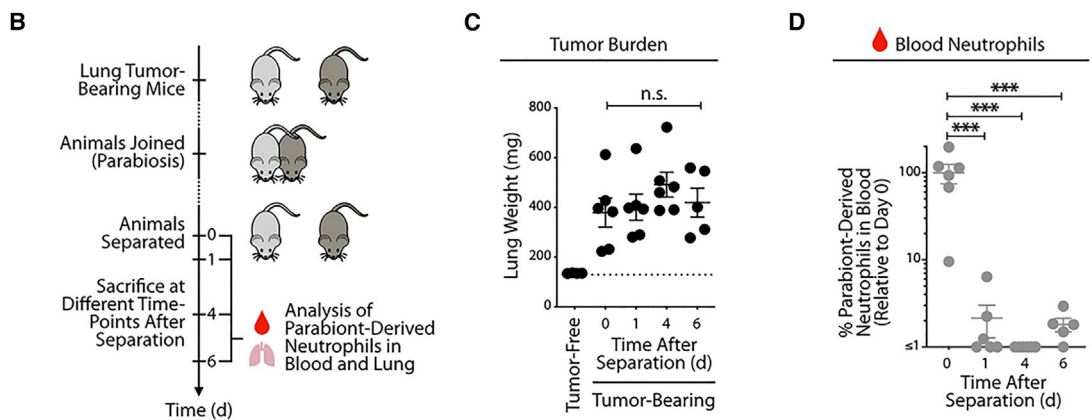 B
Lung Tumor-
Bearing Mice
Animals Joined
(Parabiosis)
Animals
Separated
0
1
Sacrifice at
Different Time-
Points After
Separation
4
6
Time (d)
Analysis of
Parabiont-Derived
Neutrophils in
Blood and Lung
C
Tumor Burden
n.s.
Lung Weight (mg)
800
600
400
200
0
Tumor-Free
0 1 4 6
Time After
Separation (d)
Tumor-Bearing
D
Blood Neutrophils
***
***
***
% Parabiont-Derived
Neutrophils in Blood
(Relative to Day 0)
100
10
≤1
0 1 4 6
Time After
Separation (d)